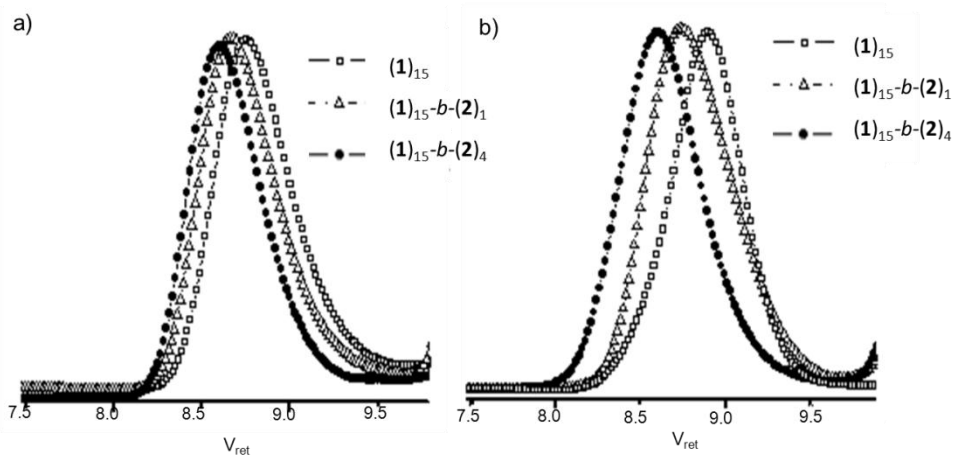 a)
(1)₁₅
(1)₁₅-b-(2)₁
(1)₁₅-b-(2)₄
7.5 8.0 8.5 9.0 9.5
V_ret
b)
(1)₁₅
(1)₁₅-b-(2)₁
(1)₁₅-b-(2)₄
7.5 8.0 8.5 9.0 9.5
V_ret